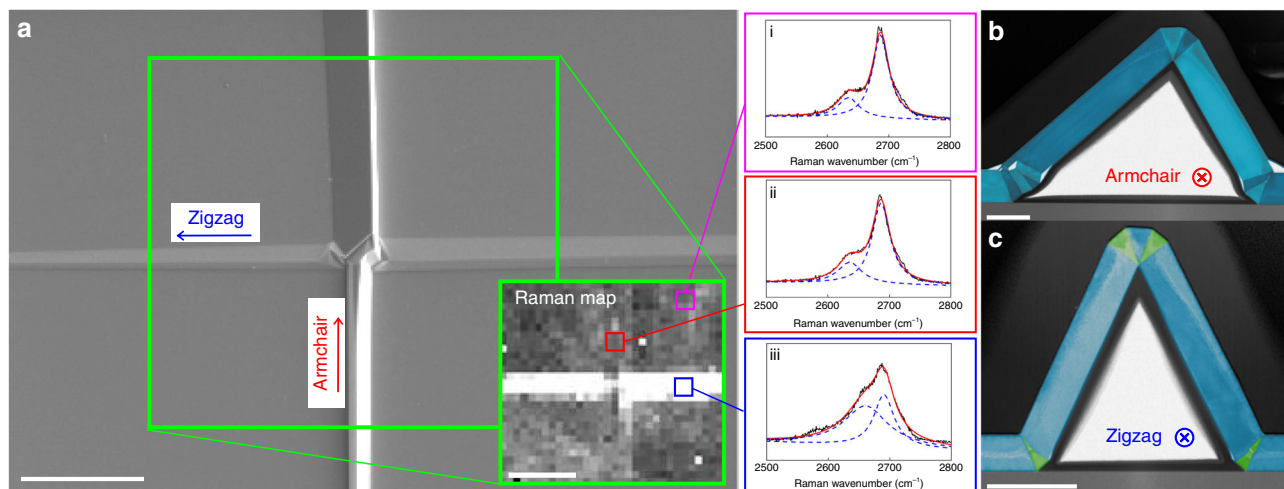 a
Zigzag
Armchair
Raman map
i
2500 2600 2700 2800
Raman wavenumber (cm⁻¹)
ii
2500 2600 2700 2800
Raman wavenumber (cm⁻¹)
iii
2500 2600 2700 2800
Raman wavenumber (cm⁻¹)
b
Armchair
c
Zigzag